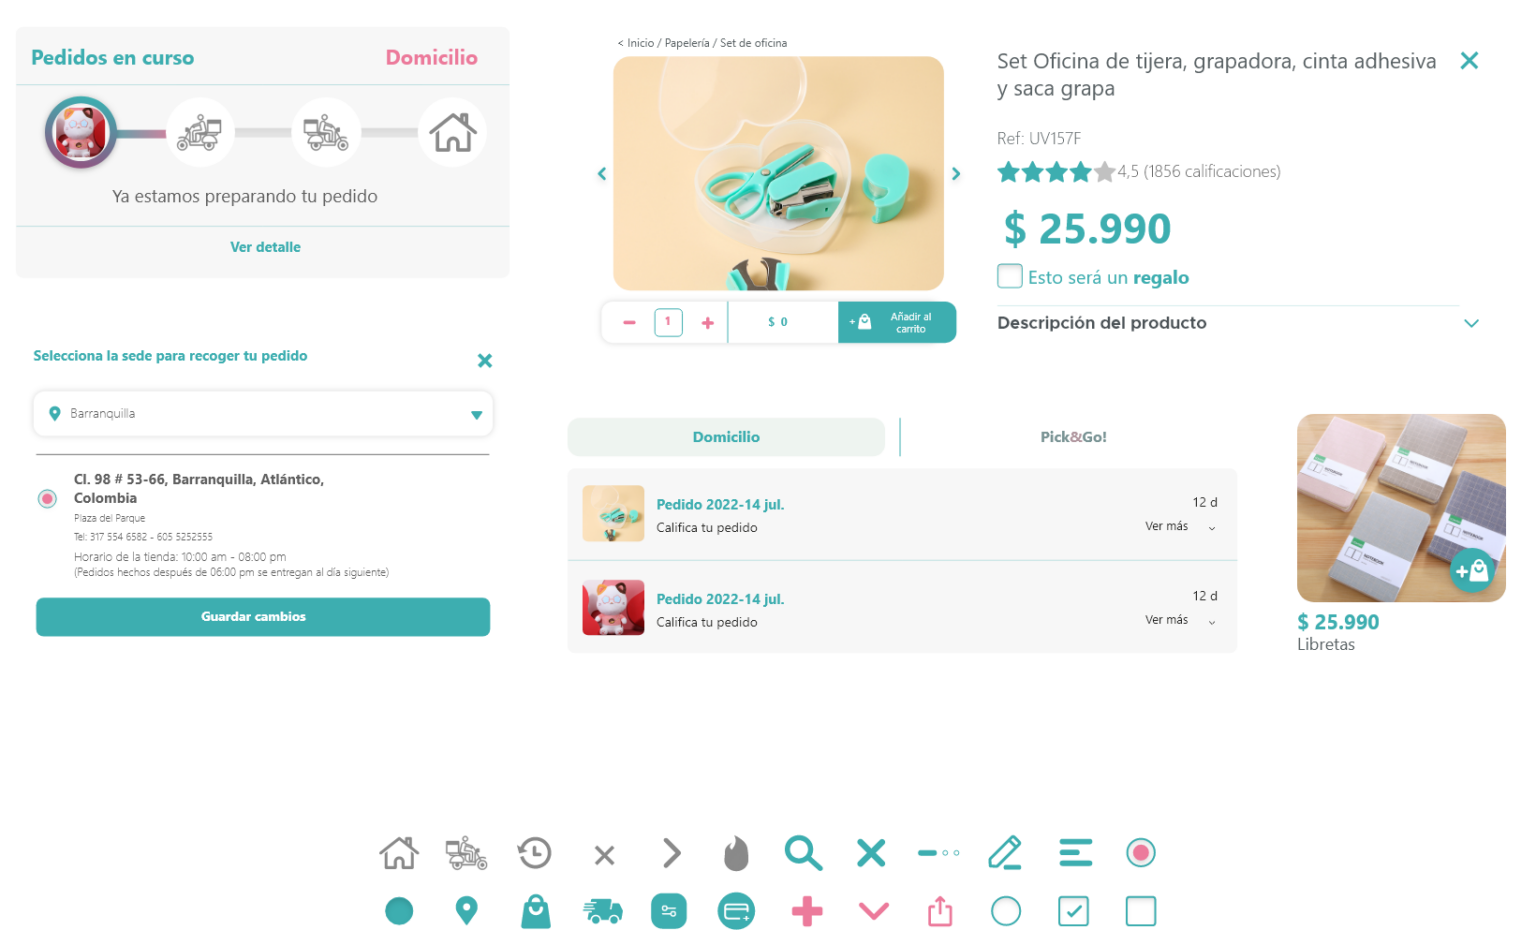 Pedidos en curso
Domicilio
Ya estamos preparando tu pedido
Ver detalle
Selecciona la sede para recoger tu pedido
Barranquilla
Cl. 98 # 53-66, Barranquilla, Atlántico,
Colombia
Plaza del Parque
Tel: 317 554 6582 - 605 5252555
Horario de la tienda: 10:00 am - 08:00 pm
(Pedidos hechos después de 06:00 pm se entregan al día siguiente)
Guardar cambios
< Inicio / Papelería / Set de oficina
1
$ 0
+
Añadir al
carrito
Set Oficina de tijera, grapadora, cinta adhesiva
y saca grapa
Ref: UV157F
4,5 (1856 calificaciones)
$ 25.990
Esto será un regalo
Descripción del producto
Domicilio
Pick&Go!
Pedido 2022-14 jul.
12 d
Califica tu pedido
Ver más
Pedido 2022-14 jul.
12 d
Califica tu pedido
Ver más
NOTEBOOK
NOTEBOOK
NOTEBOOK
NOTEBOOK
+
$ 25.990
Libretas